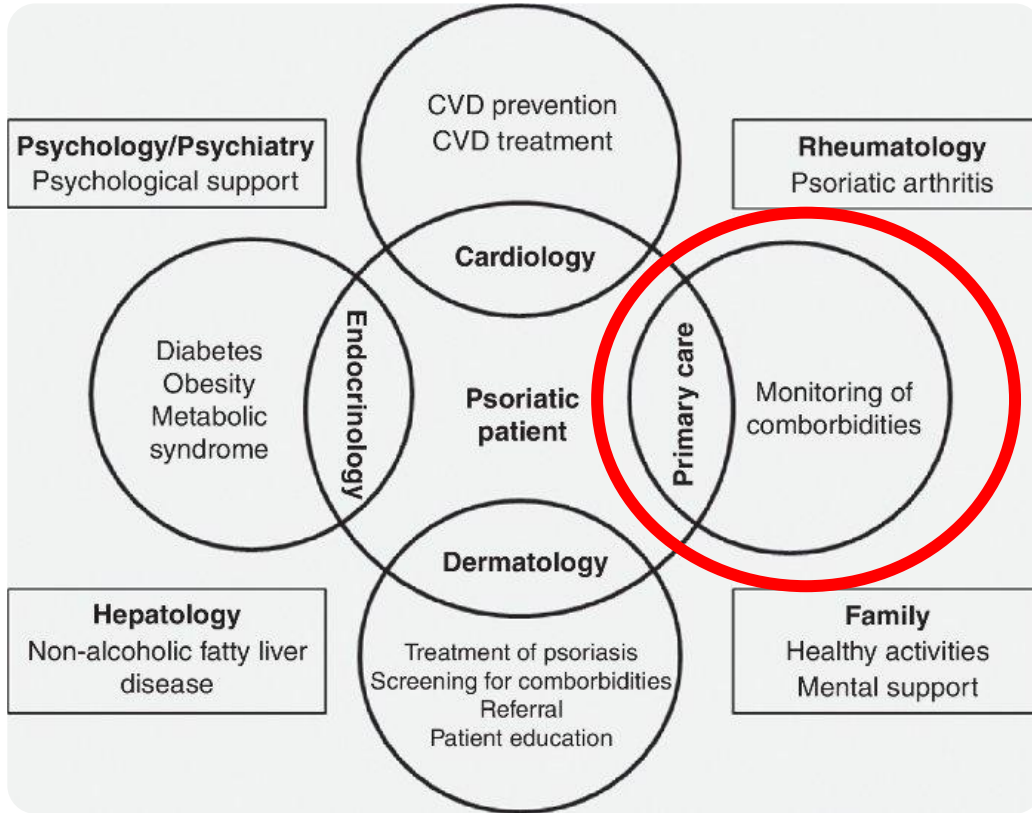 CVD prevention
CVD treatment
Psychology/Psychiatry
Psychological support
Rheumatology
Psoriatic arthritis
Cardiology
Diabetes
Obesity
Metabolic
syndrome
Endocrinology
Psoriatic
patient
Primary care
Monitoring of
comborbidities
Dermatology
Treatment of psoriasis
Screening for comborbidities
Referral
Patient education
Hepatology
Non-alcoholic fatty liver
disease
Family
Healthy activities
Mental support